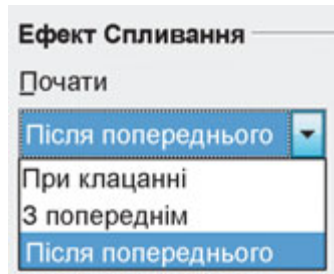 Ефект Спливання
Почати
Після попереднього
При клацанні
З попереднім
Після попереднього